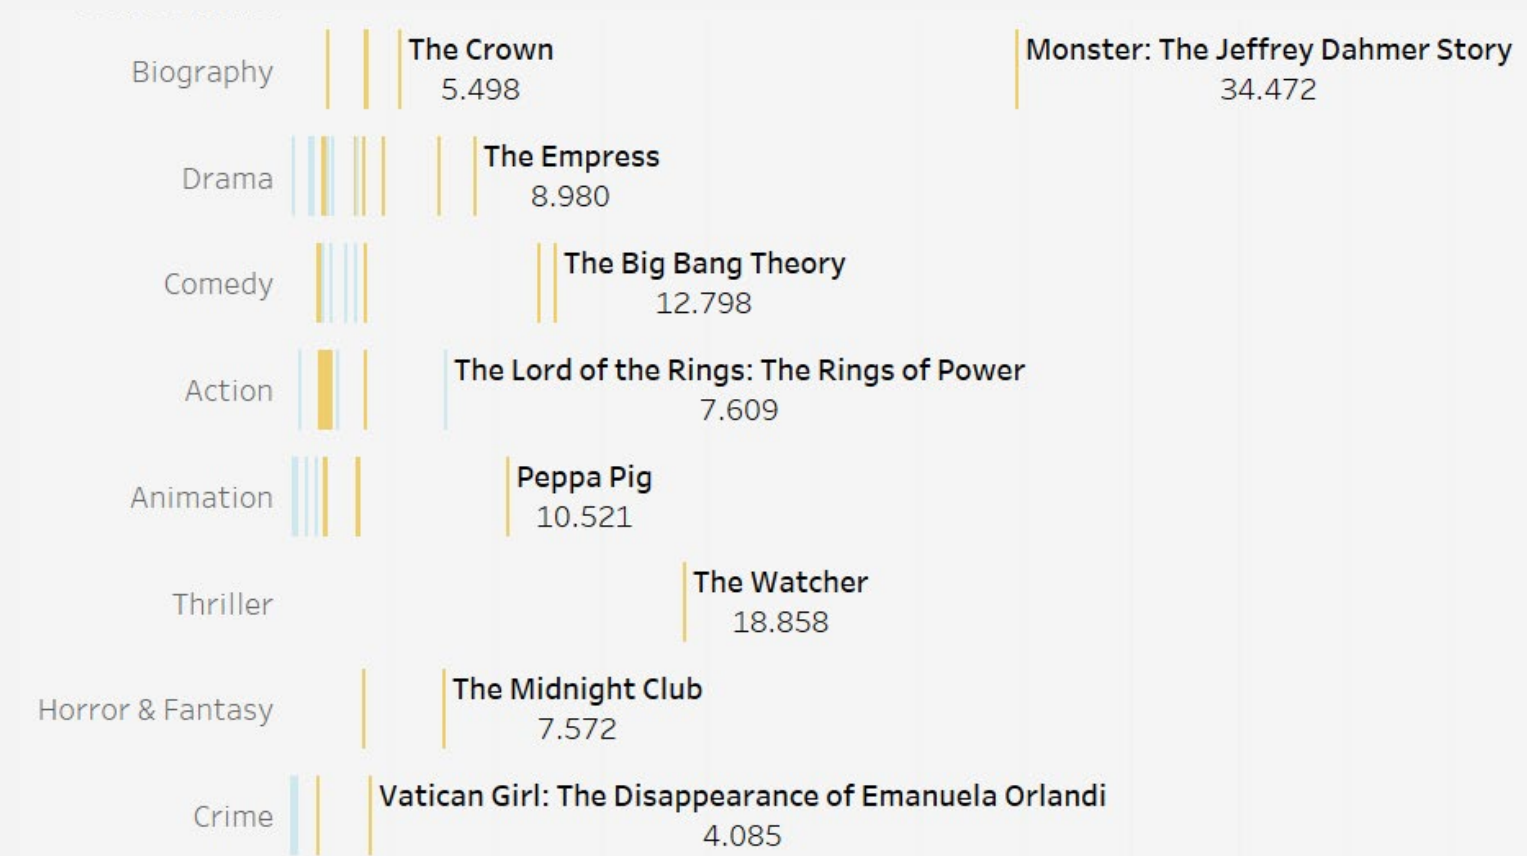 Biography
The Crown
5.498
Monster: The Jeffrey Dahmer Story
34.472
Drama
The Empress
8.980
Comedy
The Big Bang Theory
12.798
Action
The Lord of the Rings: The Rings of Power
7.609
Animation
Peppa Pig
10.521
Thriller
The Watcher
18.858
Horror & Fantasy
The Midnight Club
7.572
Crime
Vatican Girl: The Disappearance of Emanuela Orlandi
4.085